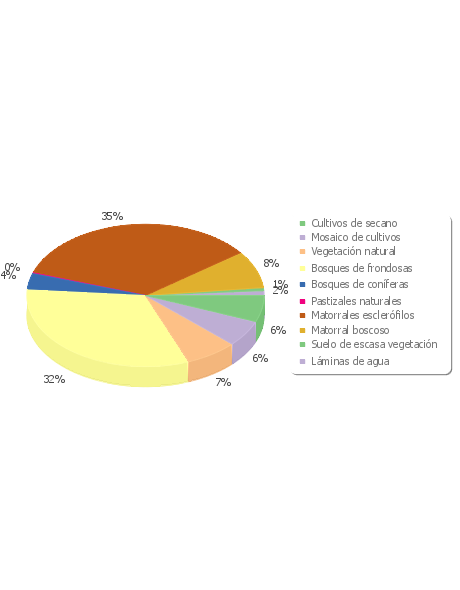 35%
8%
0%
4%
1%
2%
6%
6%
7%
32%
Cultivos de secano
Mosaico de cultivos
Vegetación natural
Bosques de frondosas
Bosques de coníferas
Pastizales naturales
Matorrales esclerófilos
Matorral boscoso
Suelo de escasa vegetación
Láminas de agua